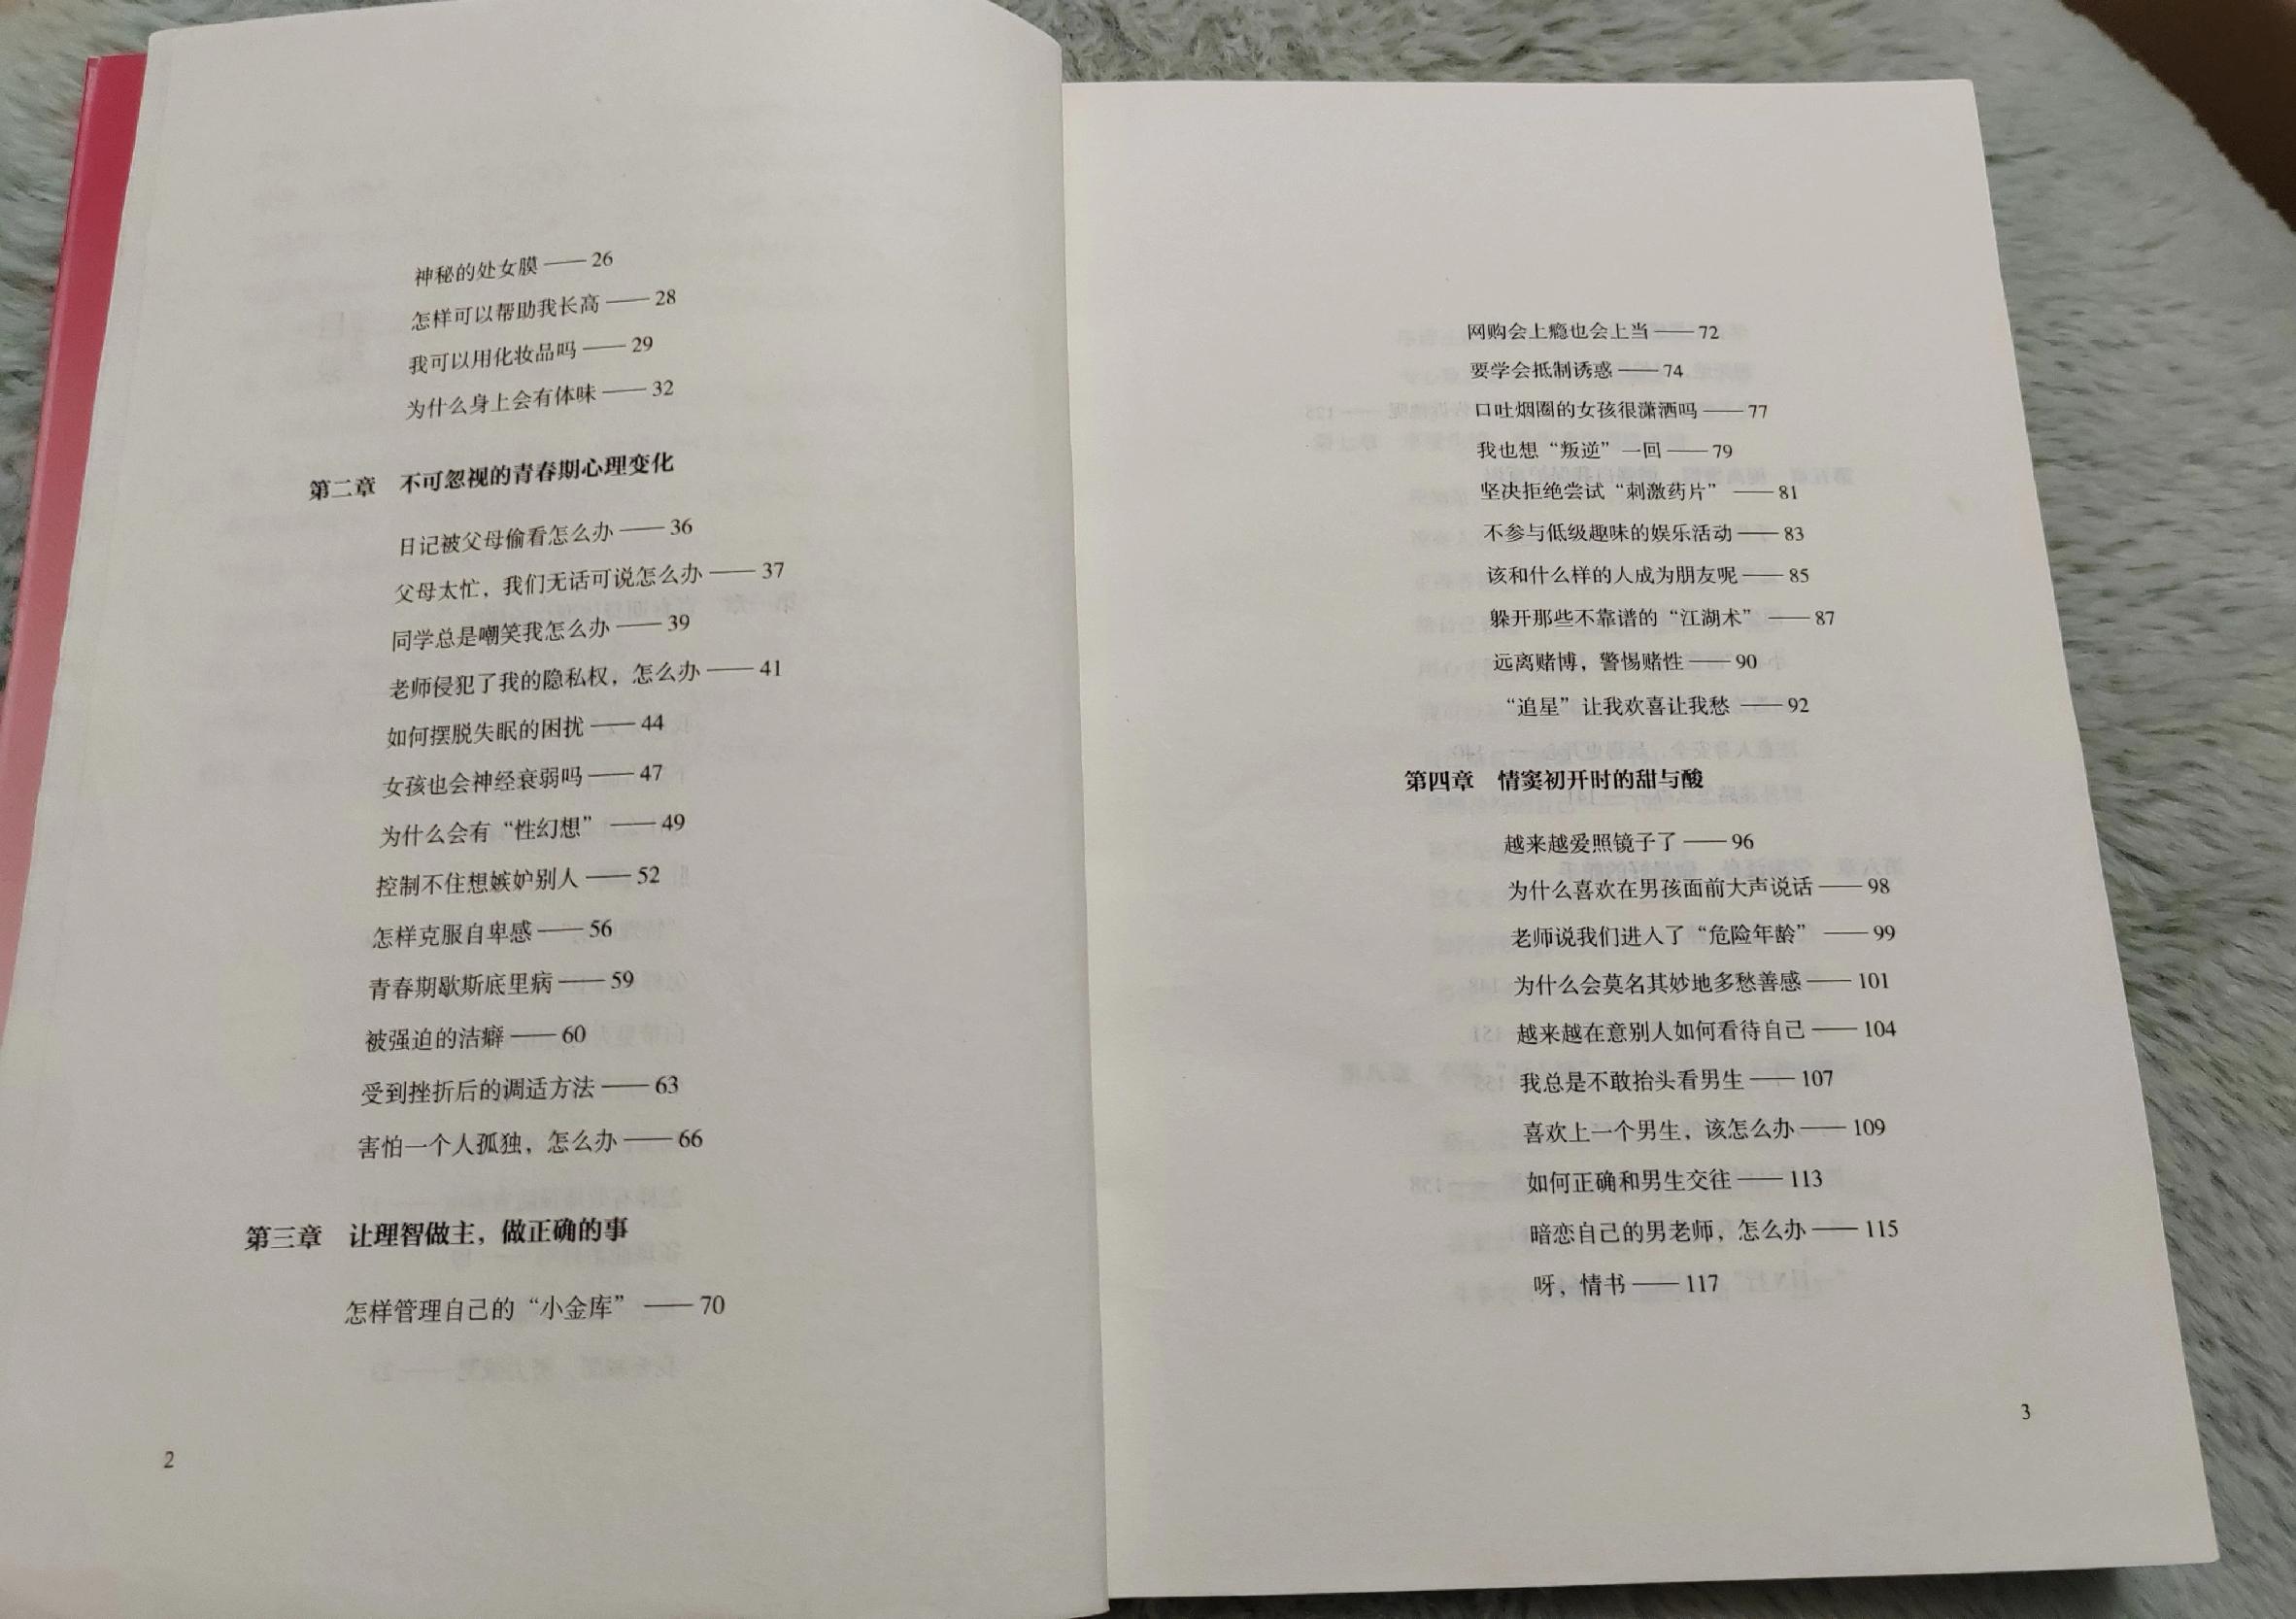 神秘的处女膜——26
怎样可以帮助我长高——28
我可以用化妆品吗——29
为什么身上会有体味——32
第二章 不可忽视的青春期心理变化
日记被父母偷看怎么办——36
父母太忙，我们无话可说怎么办——37
同学总是嘲笑我怎么办——39
老师侵犯了我的隐私权，怎么办——41
如何摆脱失眠的困扰——44
女孩也会神经衰弱吗——47
为什么会有“性幻想”——49
控制不住想嫉妒别人——52
怎样克服自卑感——56
青春期歇斯底里病——59
被强迫的洁癖——60
受到挫折后的调适方法——63
害怕一个人孤独，怎么办——66
第三章 让理智做主，做正确的事
怎样管理自己的“小金库”——70
2
网购会上瘾也会上当——72
要学会抵制诱惑——74
口吐烟圈的女孩很潇洒吗——77
我也想“叛逆”一回——79
坚决拒绝尝试“刺激药片”——81
不参与低级趣味的娱乐活动——83
该和什么样的人成为朋友呢——85
躲开那些不靠谱的“江湖术”——87
远离赌博，警惕赌性——90
“追星”让我欢喜让我愁——92
第四章 情窦初开时的甜与酸
越来越爱照镜子了——96
为什么喜欢在男孩面前大声说话——98
老师说我们进入了“危险年龄”——99
为什么会莫名其妙地多愁善感——101
越来越在意别人如何看待自己——104
我总是不敢抬头看男生——107
喜欢上一个男生，该怎么办——109
如何正确和男生交往——113
暗恋自己的男老师，怎么办——115
呀，情书——117
3